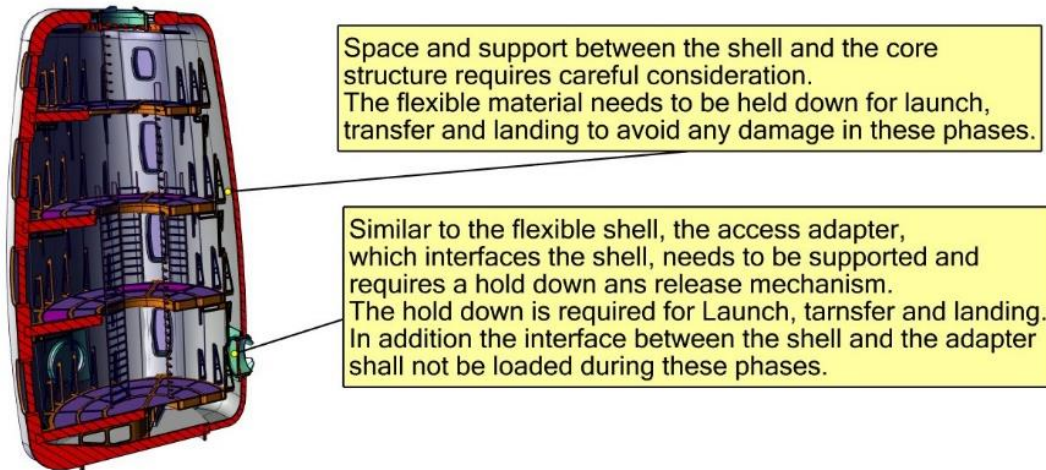 Space and support between the shell and the core
structure requires careful consideration.
The flexible material needs to be held down for launch,
transfer and landing to avoid any damage in these phases.
Similar to the flexible shell, the access adapter,
which interfaces the shell, needs to be supported and
requires a hold down ans release mechanism.
The hold down is required for Launch, tarnsfer and landing.
In addition the interface between the shell and the adapter
shall not be loaded during these phases.